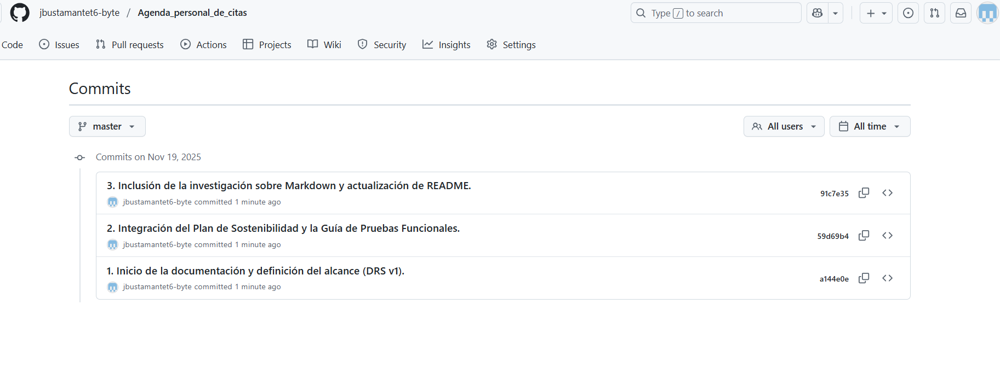 jbustamantet6-byte / Agenda_personal_de_citas
Type / to search
Code Issues Pull requests Actions Projects Wiki Security Insights Settings
Commits
master
All users All time
Commits on Nov 19, 2025
3. Inclusión de la investigación sobre Markdown y actualización de README.
91c7e35
jbustamantet6-byte committed 1 minute ago
2. Integración del Plan de Sostenibilidad y la Guía de Pruebas Funcionales.
59d69b4
jbustamantet6-byte committed 1 minute ago
1. Inicio de la documentación y definición del alcance (DRS v1).
a144e0e
jbustamantet6-byte committed 1 minute ago